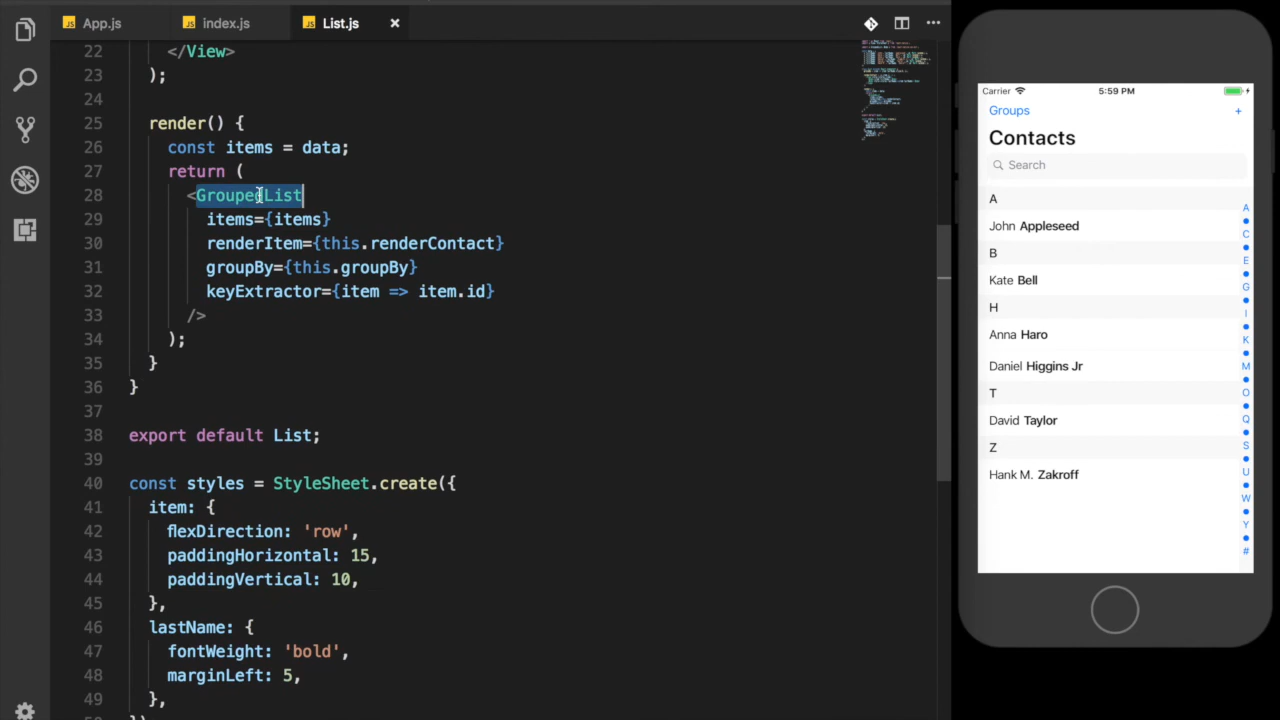 App.js
index.js
List.js
22 </View>
23 );
24
25 render() {
26 const items = data;
27 return (
28 <GroupedList
29 items={items}
30 renderItem={this.renderContact}
31 groupBy={this.groupBy}
32 keyExtractor={item => item.id}
33 />
34 );
35 }
36 }
37
38 export default List;
39
40 const styles = StyleSheet.create({
41 item: {
42 flexDirection: 'row',
43 paddingHorizontal: 15,
44 paddingVertical: 10,
45 },
46 lastName: {
47 fontWeight: 'bold',
48 marginLeft: 5,
49 },
Carrier 5:59 PM
Groups +
Contacts
Search
A
John Appleseed
B
Kate Bell
H
Anna Haro
Daniel Higgins Jr
T
David Taylor
Z
Hank M. Zakroff
A
C
E
G
I
K
M
O
Q
S
U
W
Y
#